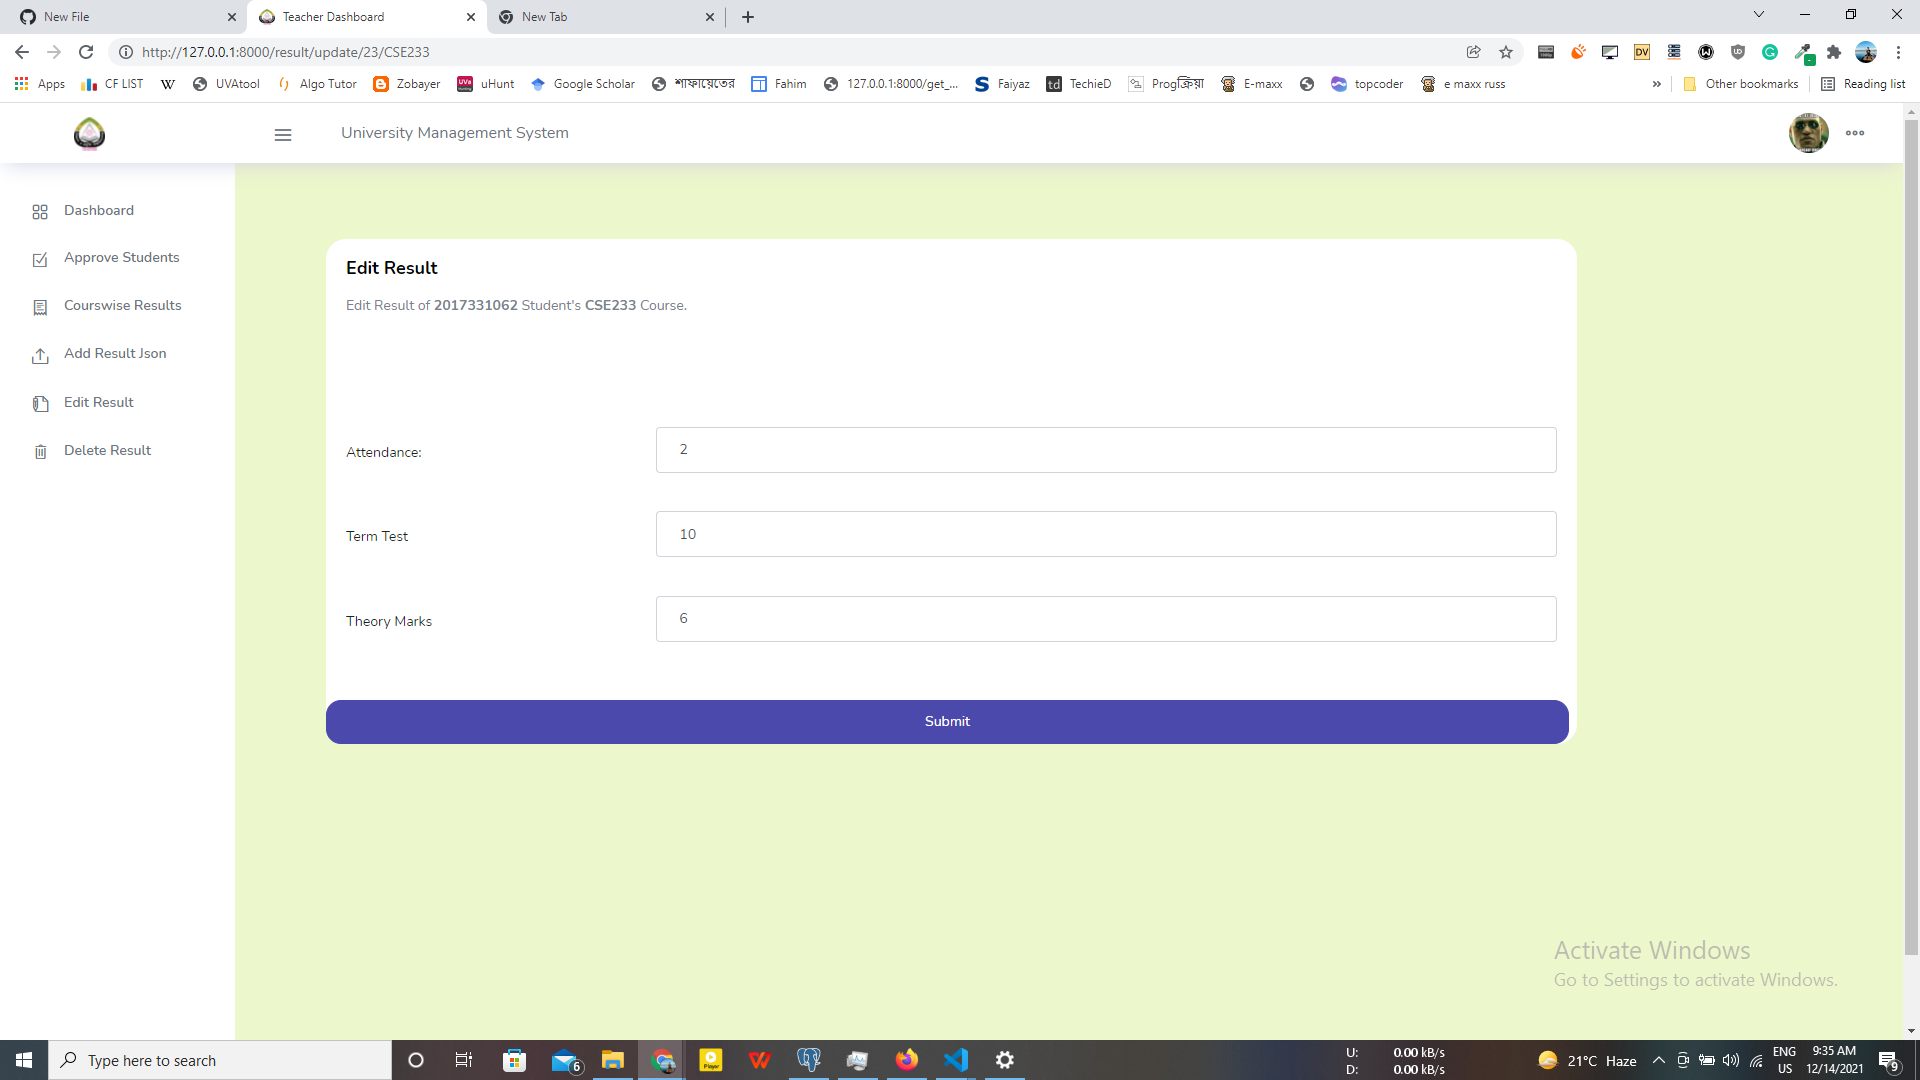 New File
Teacher Dashboard
New Tab
http://127.0.0.1:8000/result/update/23/CSE233
Apps
CF LIST
W
UVAtool
Algo Tutor
Zobayer
uHunt
Google Scholar
শাফায়েতের
Fahim
127.0.0.1:8000/get_...
Faiyaz
td
TechieD
Progক্রিয়া
E-maxx
topcoder
e maxx russ
»
Other bookmarks
Reading list
University Management System
Dashboard
Approve Students
Courswise Results
Add Result Json
Edit Result
Delete Result
Edit Result
Edit Result of 2017331062 Student's CSE233 Course.
Attendance:
2
Term Test
10
Theory Marks
6
Submit
Activate Windows
Go to Settings to activate Windows.
Type here to search
6
Player
U: 0.00 kB/s
D: 0.00 kB/s
21°C Haze
ENG
US
9:35 AM
12/14/2021
9